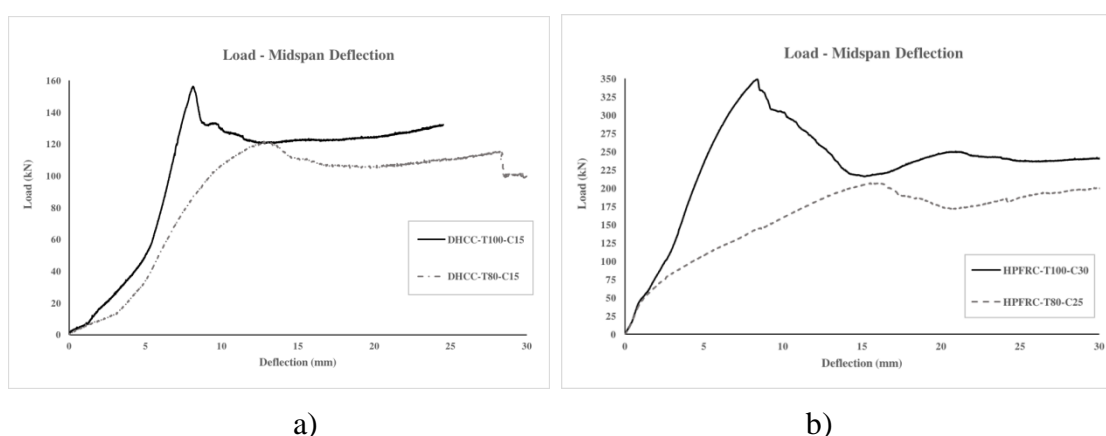 Load - Midspan Deflection
160
140
120
100
80
60
40
20
0
Load (kN)
0 5 10 15 20 25 30
Deflection (mm)
DHCC-T100-C15
DHCC-T80-C15
a)
Load - Midspan Deflection
350
325
300
275
250
225
200
175
150
125
100
75
50
25
0
Load (kN)
0 5 10 15 20 25 30
Deflection (mm)
HPFRC-T100-C30
HPFRC-T80-C25
b)